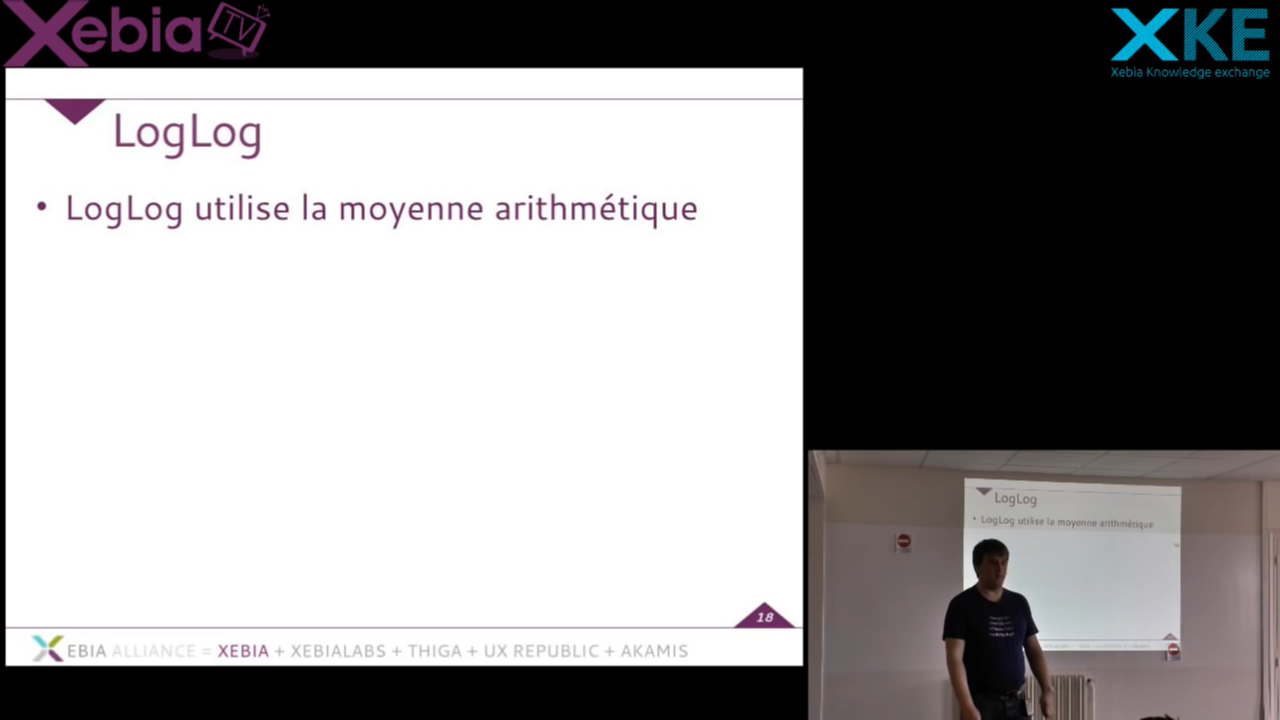 Xebia TV
XKE
Xebia Knowledge exchange
LogLog
• LogLog utilise la moyenne arithmétique
18
XEBIA ALLIANCE = XEBIA + XEBIALABS + THIGA + UX REPUBLIC + AKAMIS
LogLog
• LogLog utilise la moyenne arithmétique